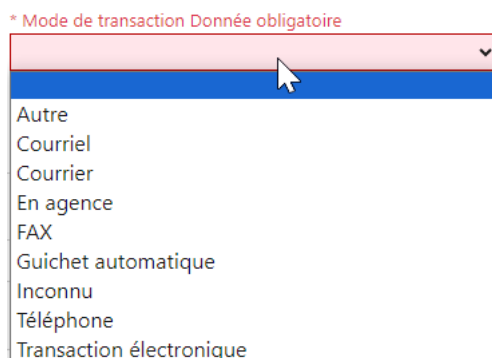 * Mode de transaction Donnée obligatoire
Autre
Courriel
Courrier
En agence
FAX
Guichet automatique
Inconnu
Téléphone
Transaction électronique